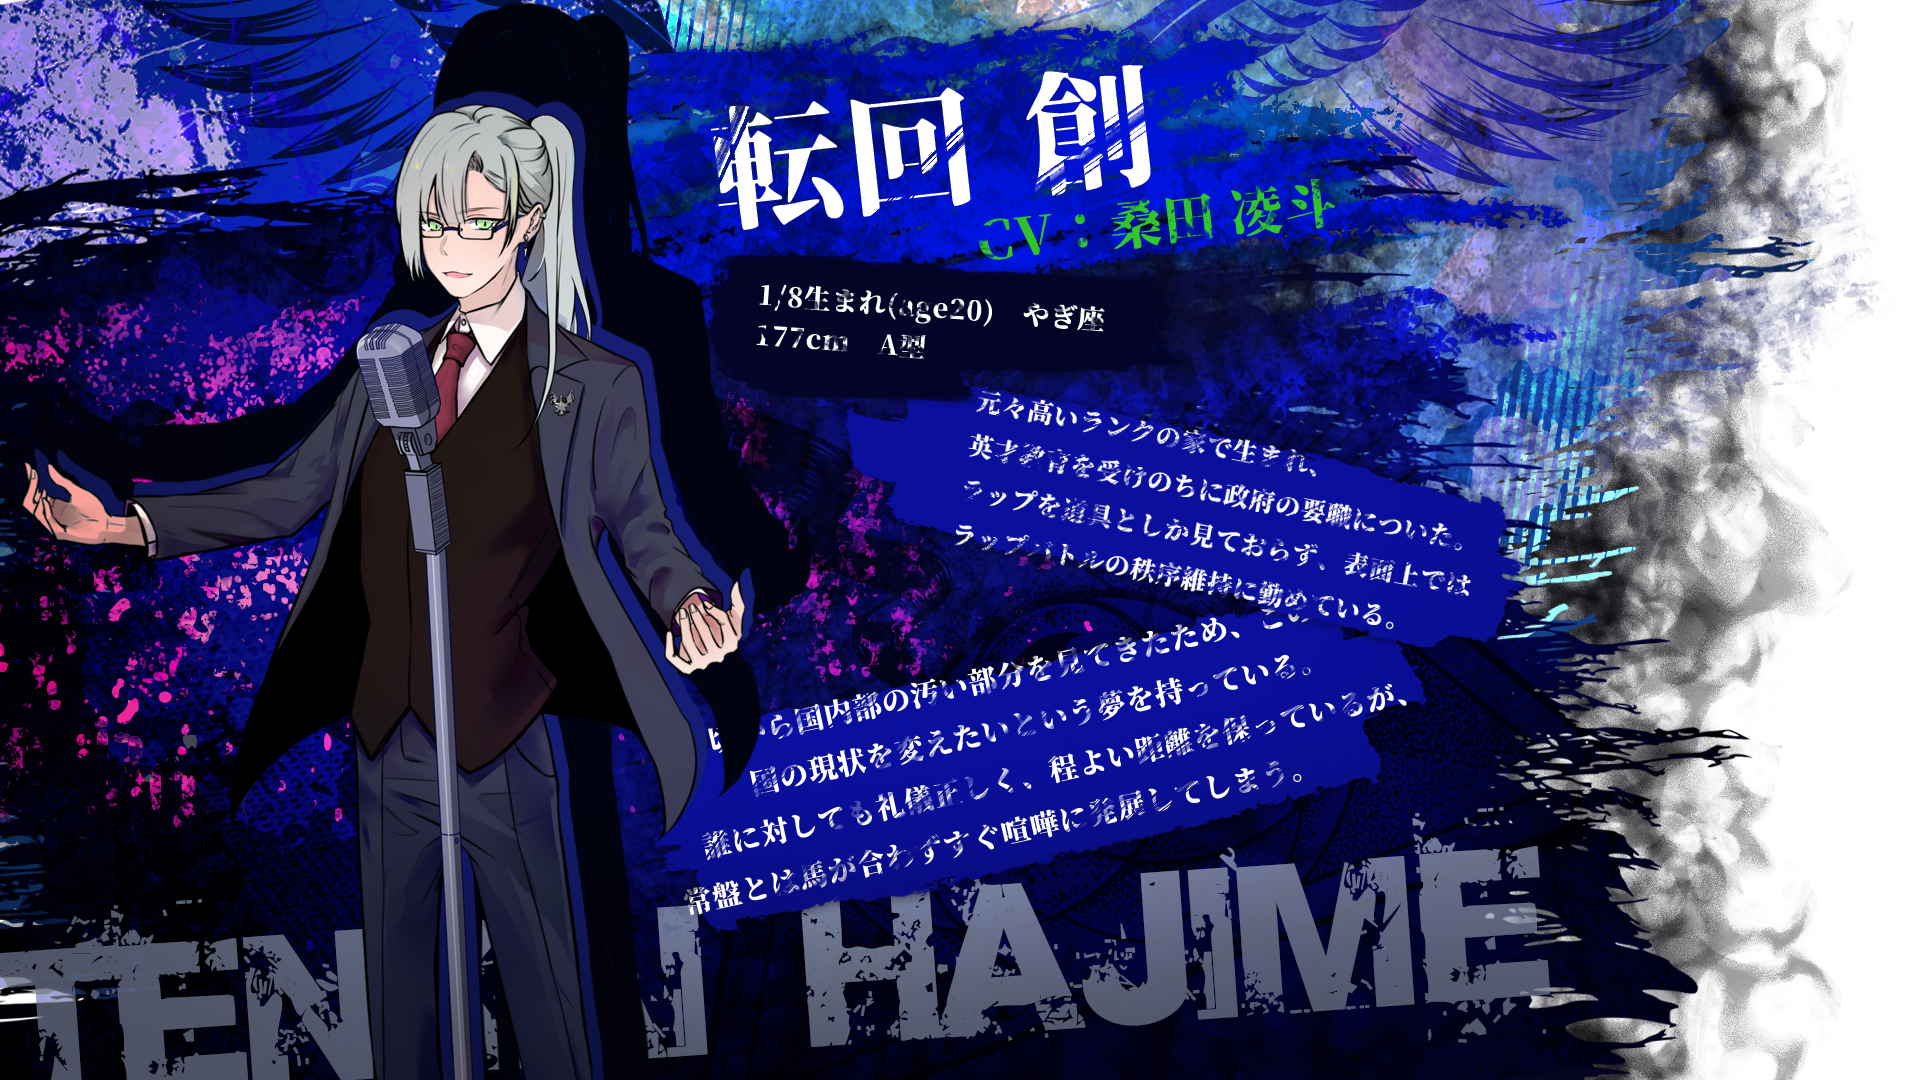 転回 創
CV：桑田 凌斗
1/8生まれ(age20)　やぎ座
177cm　A型
元々高いランクの家で生まれ、
英才教育を受けのちに政府の要職についた。
ラップを道具としか見ておらず、表面上では
ラップバトルの秩序維持に勤めている。
から国内部の汚い部分を見てきたため、この
国の現状を変えたいという夢を持っている。
誰に対しても礼儀正しく、程よい距離を保っているが、
常盤とは馬が合わずすぐ喧嘩に発展してしまう。
HAJIME